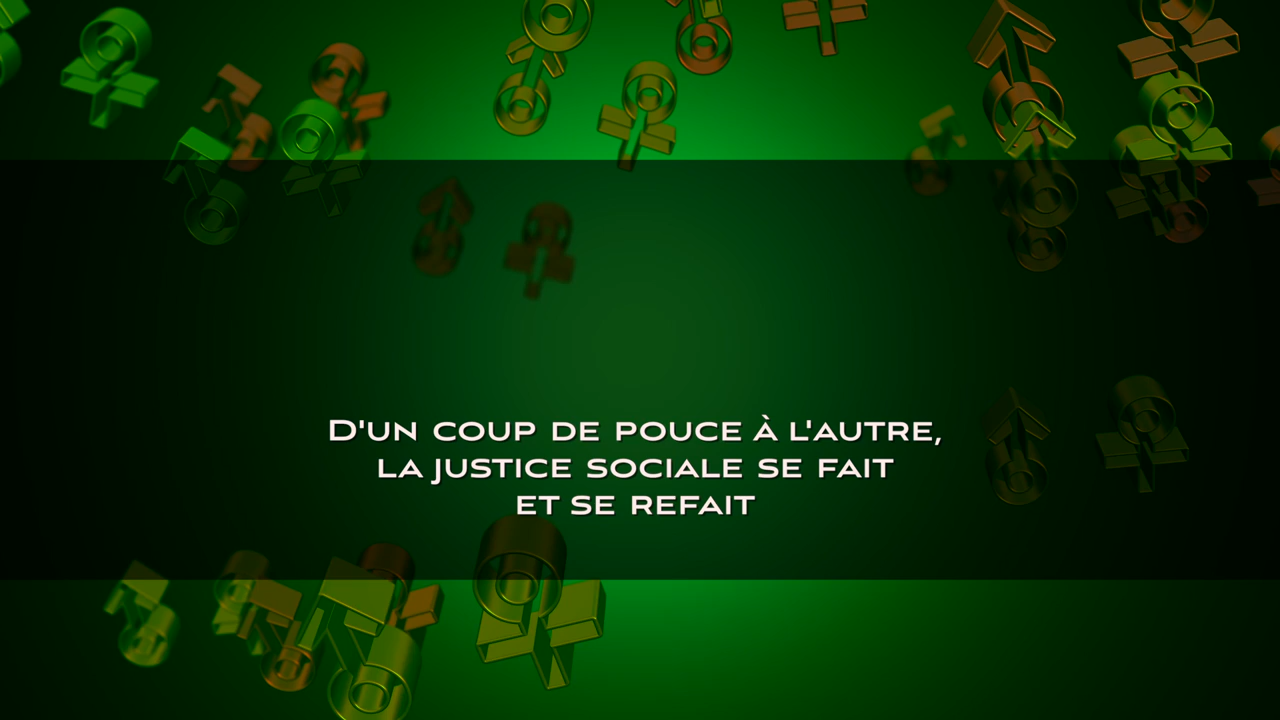 D'UN COUP DE POUCE À L'AUTRE,
LA JUSTICE SOCIALE SE FAIT
ET SE REFAIT